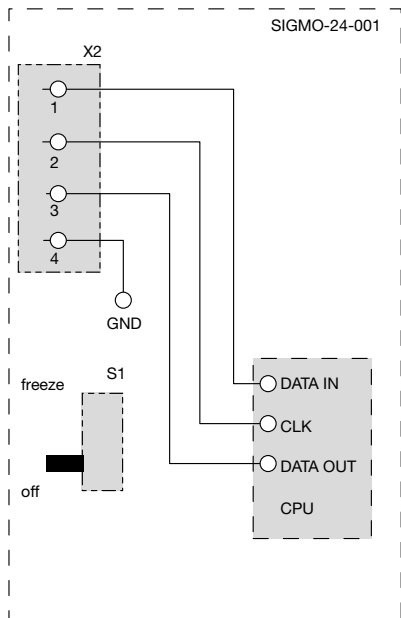 SIGMO-24-001
X2
1
2
3
4
GND
S1
freeze
off
DATA IN
CLK
DATA OUT
CPU